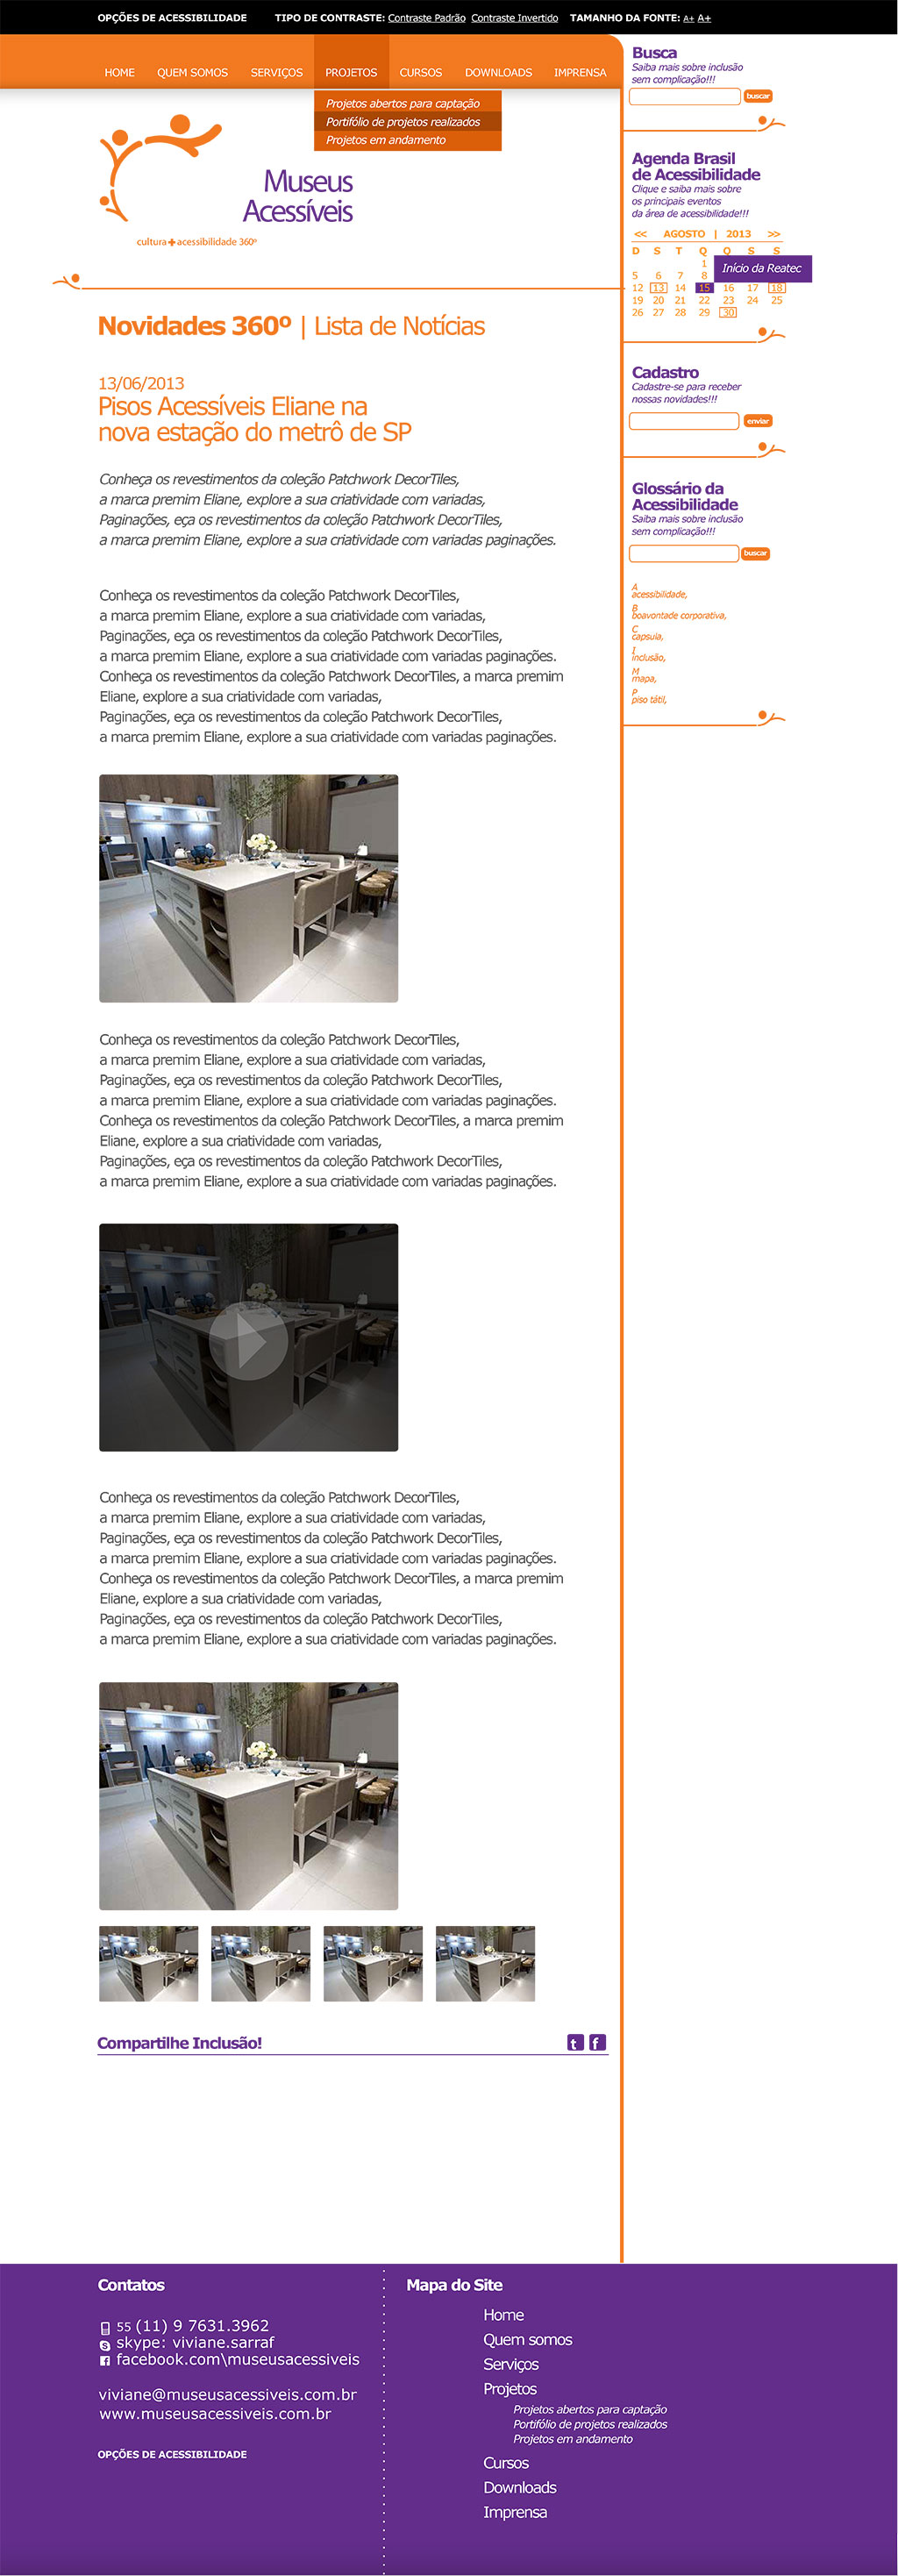 OPÇÕES DE ACESSIBILIDADE TIPO DE CONTRASTE: Contraste Padrão Contraste Invertido TAMANHO DA FONTE: A+ A+
HOME QUEM SOMOS SERVIÇOS PROJETOS CURSOS DOWNLOADS IMPRENSA
Projetos abertos para captação
Portifólio de projetos realizados
Projetos em andamento
Museus
Acessíveis
cultura+acessibilidade 360º
Novidades 360º | Lista de Notícias
13/06/2013
Pisos Acessíveis Eliane na
nova estação do metrô de SP
Conheça os revestimentos da coleção Patchwork DecorTiles,
a marca premim Eliane, explore a sua criatividade com variadas,
Paginações, eça os revestimentos da coleção Patchwork DecorTiles,
a marca premim Eliane, explore a sua criatividade com variadas paginações.
Conheça os revestimentos da coleção Patchwork DecorTiles,
a marca premim Eliane, explore a sua criatividade com variadas,
Paginações, eça os revestimentos da coleção Patchwork DecorTiles,
a marca premim Eliane, explore a sua criatividade com variadas paginações.
Conheça os revestimentos da coleção Patchwork DecorTiles, a marca premim
Eliane, explore a sua criatividade com variadas,
Paginações, eça os revestimentos da coleção Patchwork DecorTiles,
a marca premim Eliane, explore a sua criatividade com variadas paginações.
Conheça os revestimentos da coleção Patchwork DecorTiles,
a marca premim Eliane, explore a sua criatividade com variadas,
Paginações, eça os revestimentos da coleção Patchwork DecorTiles,
a marca premim Eliane, explore a sua criatividade com variadas paginações.
Conheça os revestimentos da coleção Patchwork DecorTiles, a marca premim
Eliane, explore a sua criatividade com variadas,
Paginações, eça os revestimentos da coleção Patchwork DecorTiles,
a marca premim Eliane, explore a sua criatividade com variadas paginações.
Conheça os revestimentos da coleção Patchwork DecorTiles,
a marca premim Eliane, explore a sua criatividade com variadas,
Paginações, eça os revestimentos da coleção Patchwork DecorTiles,
a marca premim Eliane, explore a sua criatividade com variadas paginações.
Conheça os revestimentos da coleção Patchwork DecorTiles, a marca premim
Eliane, explore a sua criatividade com variadas,
Paginações, eça os revestimentos da coleção Patchwork DecorTiles,
a marca premim Eliane, explore a sua criatividade com variadas paginações.
Compartilhe Inclusão! t f
Busca
Saiba mais sobre inclusão
sem complicação!!!
buscar
Agenda Brasil
de Acessibilidade
Clique e saiba mais sobre
os principais eventos
da área de acessibilidade!!!
<< AGOSTO | 2013 >>
D S T Q Q S S
1
Início da Reatec
5 6 7 8
12 13 14 15 16 17 18
19 20 21 22 23 24 25
26 27 28 29 30
Cadastro
Cadastre-se para receber
nossas novidades!!!
enviar
Glossário da
Acessibilidade
Saiba mais sobre inclusão
sem complicação!!!
buscar
A
acessibilidade,
B
boavontade corporativa,
C
capsula,
I
inclusão,
M
mapa,
P
piso tátil,
Contatos
55 (11) 9 7631.3962
skype: viviane.sarraf
facebook.com\museusacessiveis
viviane@museusacessiveis.com.br
www.museusacessiveis.com.br
OPÇÕES DE ACESSIBILIDADE
Mapa do Site
Home
Quem somos
Serviços
Projetos
Projetos abertos para captação
Portifólio de projetos realizados
Projetos em andamento
Cursos
Downloads
Imprensa